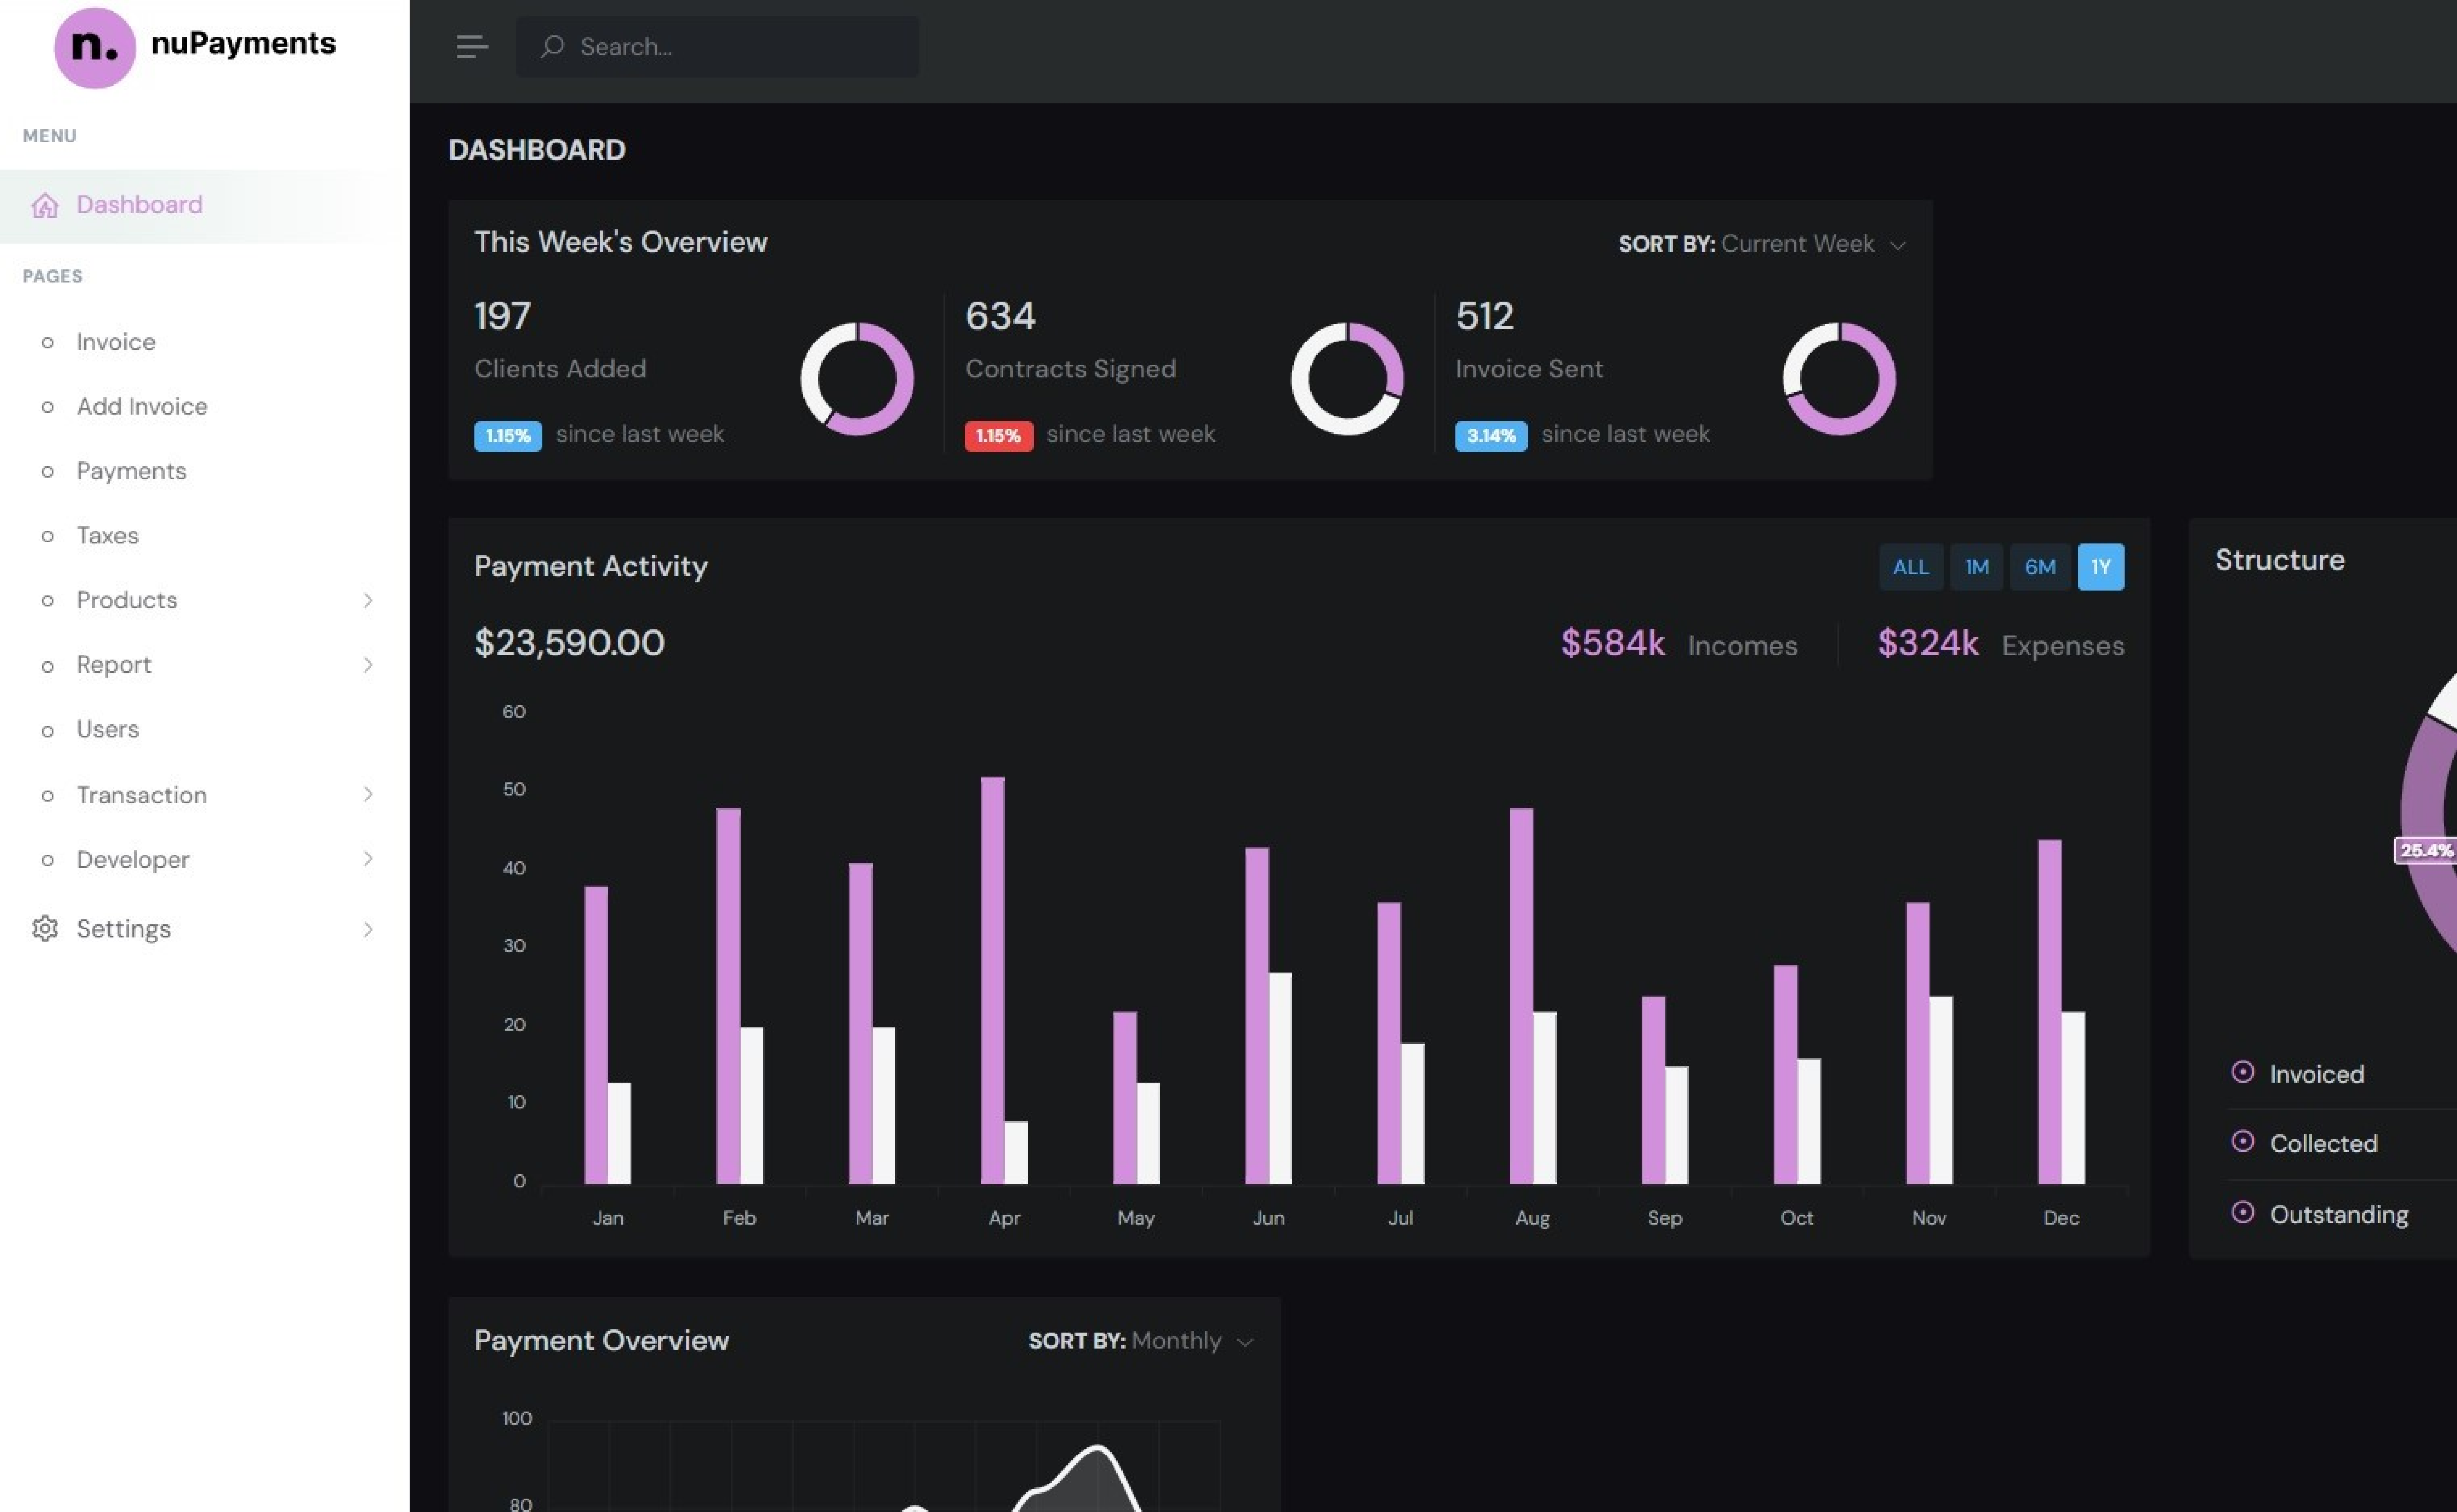 n. nuPayments
MENU
Dashboard
PAGES
Invoice
Add Invoice
Payments
Taxes
Products
Report
Users
Transaction
Developer
Settings
Search...
DASHBOARD
This Week's Overview
SORT BY: Current Week
197
Clients Added
1.15% since last week
634
Contracts Signed
1.15% since last week
512
Invoice Sent
3.14% since last week
Payment Activity
ALL 1M 6M 1Y
$23,590.00
$584k Incomes
$324k Expenses
60
50
40
30
20
10
0
Jan Feb Mar Apr May Jun Jul Aug Sep Oct Nov Dec
Structure
25.4%
Invoiced
Collected
Outstanding
Payment Overview
SORT BY: Monthly
100
80